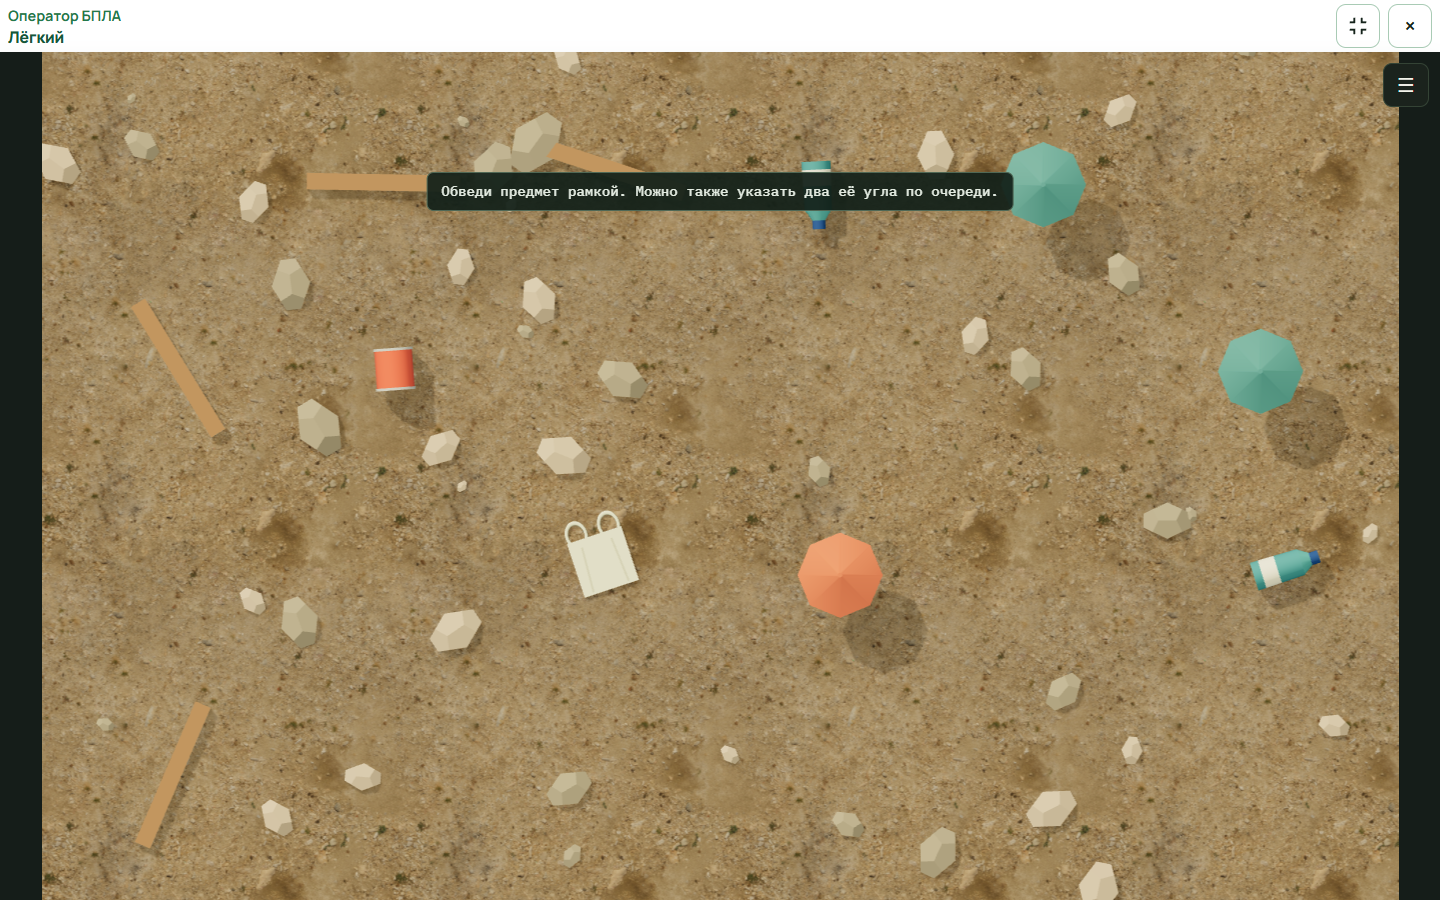 Оператор БПЛА
Лёгкий
Обведи предмет рамкой. Можно также указать два её угла по очереди.